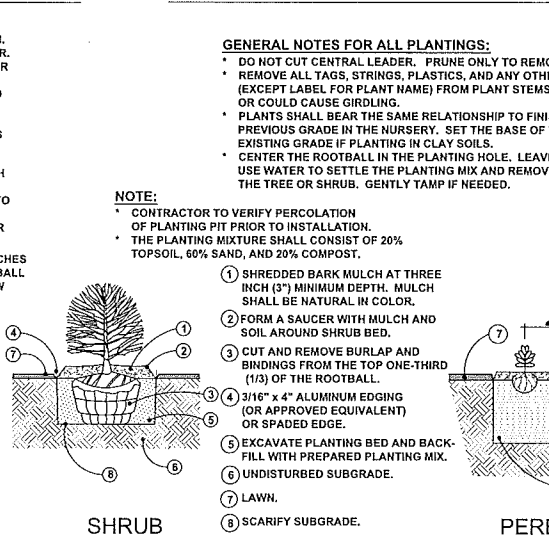 R.
R
H
TO
R
CHES
BALL
W
GENERAL NOTES FOR ALL PLANTINGS:
* DO NOT CUT CENTRAL LEADER. PRUNE ONLY TO REMO
* REMOVE ALL TAGS, STRINGS, PLASTICS, AND ANY OTHE
(EXCEPT LABEL FOR PLANT NAME) FROM PLANT STEMS
OR COULD CAUSE GIRDLING.
* PLANTS SHALL BEAR THE SAME RELATIONSHIP TO FINI
PREVIOUS GRADE IN THE NURSERY. SET THE BASE OF
EXISTING GRADE IF PLANTING IN CLAY SOILS.
* CENTER THE ROOTBALL IN THE PLANTING HOLE. LEAV
USE WATER TO SETTLE THE PLANTING MIX AND REMOV
THE TREE OR SHRUB. GENTLY TAMP IF NEEDED.
NOTE:
* CONTRACTOR TO VERIFY PERCOLATION
OF PLANTING PIT PRIOR TO INSTALLATION.
* THE PLANTING MIXTURE SHALL CONSIST OF 20%
TOPSOIL, 60% SAND, AND 20% COMPOST.
1 SHREDDED BARK MULCH AT THREE
INCH (3") MINIMUM DEPTH. MULCH
SHALL BE NATURAL IN COLOR.
2 FORM A SAUCER WITH MULCH AND
SOIL AROUND SHRUB BED.
3 CUT AND REMOVE BURLAP AND
BINDINGS FROM THE TOP ONE-THIRD
(1/3) OF THE ROOTBALL.
4 3/16" x 4" ALUMINUM EDGING
(OR APPROVED EQUIVALENT)
OR SPADED EDGE.
5 EXCAVATE PLANTING BED AND BACK-
FILL WITH PREPARED PLANTING MIX.
6 UNDISTURBED SUBGRADE.
7 LAWN.
8 SCARIFY SUBGRADE.
4
7
1
2
3
5
6
8
SHRUB
7
PERE